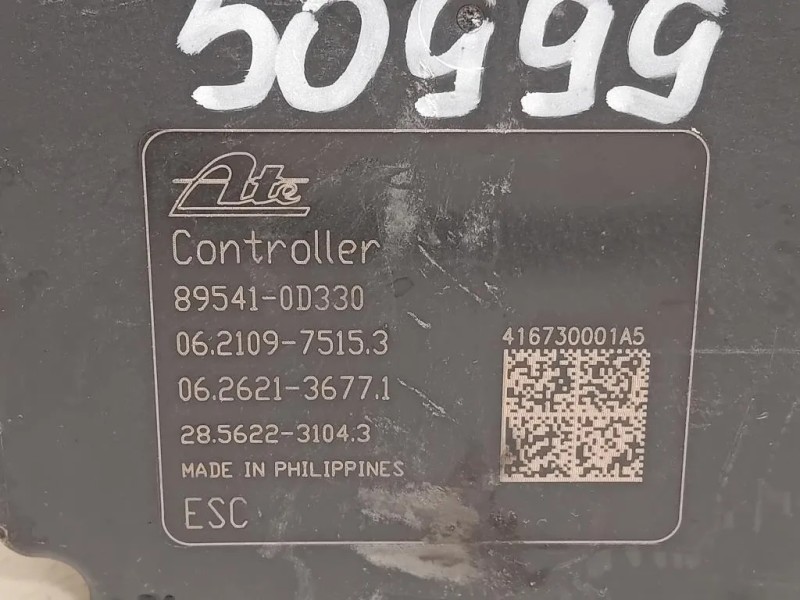 Ate
Controller
89541-0D330
06.2109-7515.3
06.2621-3677.1
28.5622-3104.3
MADE IN PHILIPPINES
ESC
416730001A5